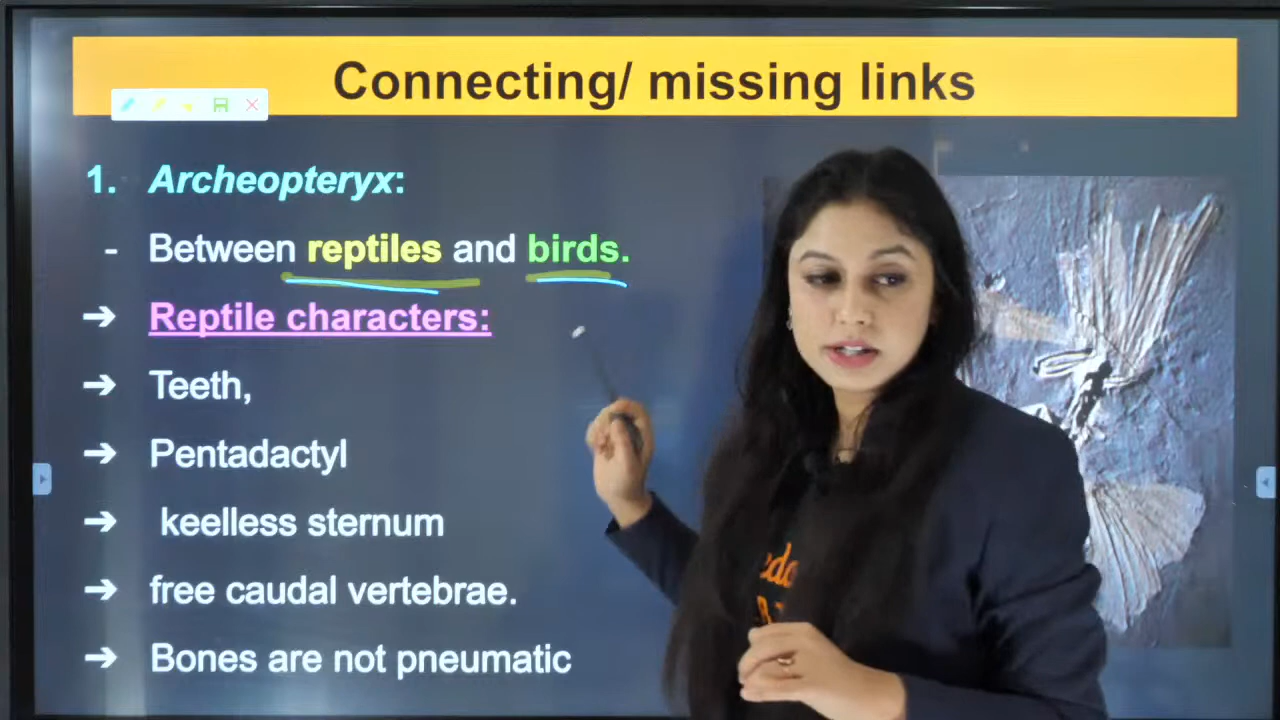 Connecting/ missing links
1. Archeopteryx:
- Between reptiles and birds.
➔ Reptile characters:
➔ Teeth,
➔ Pentadactyl
➔ keelless sternum
➔ free caudal vertebrae.
➔ Bones are not pneumatic